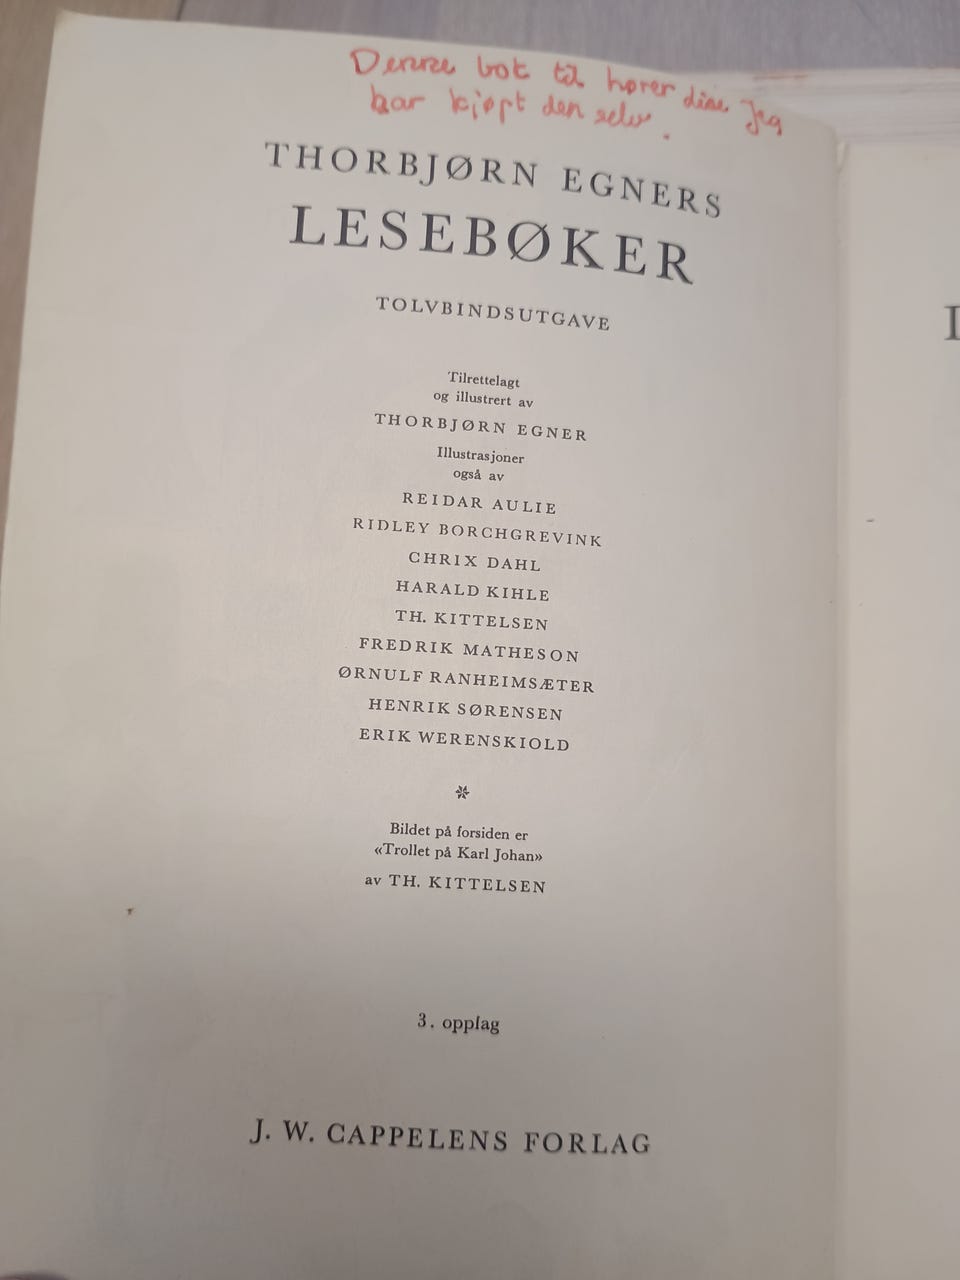 Denne bok til hører dine Jeg
har kjøpt den selv.
THORBJØRN EGNERS
LESEBØKER
TOLVBINDSUTGAVE
Tilrettelagt
og illustrert av
THORBJØRN EGNER
Illustrasjoner
også av
REIDAR AULIE
RIDLEY BORCHGREVINK
CHRIX DAHL
HARALD KIHLE
TH. KITTELSEN
FREDRIK MATHESON
ØRNULF RANHEIMSÆTER
HENRIK SØRENSEN
ERIK WERENSKIOLD
Bildet på forsiden er
«Trollet på Karl Johan»
av TH. KITTELSEN
3. opplag
J. W. CAPPELENS FORLAG